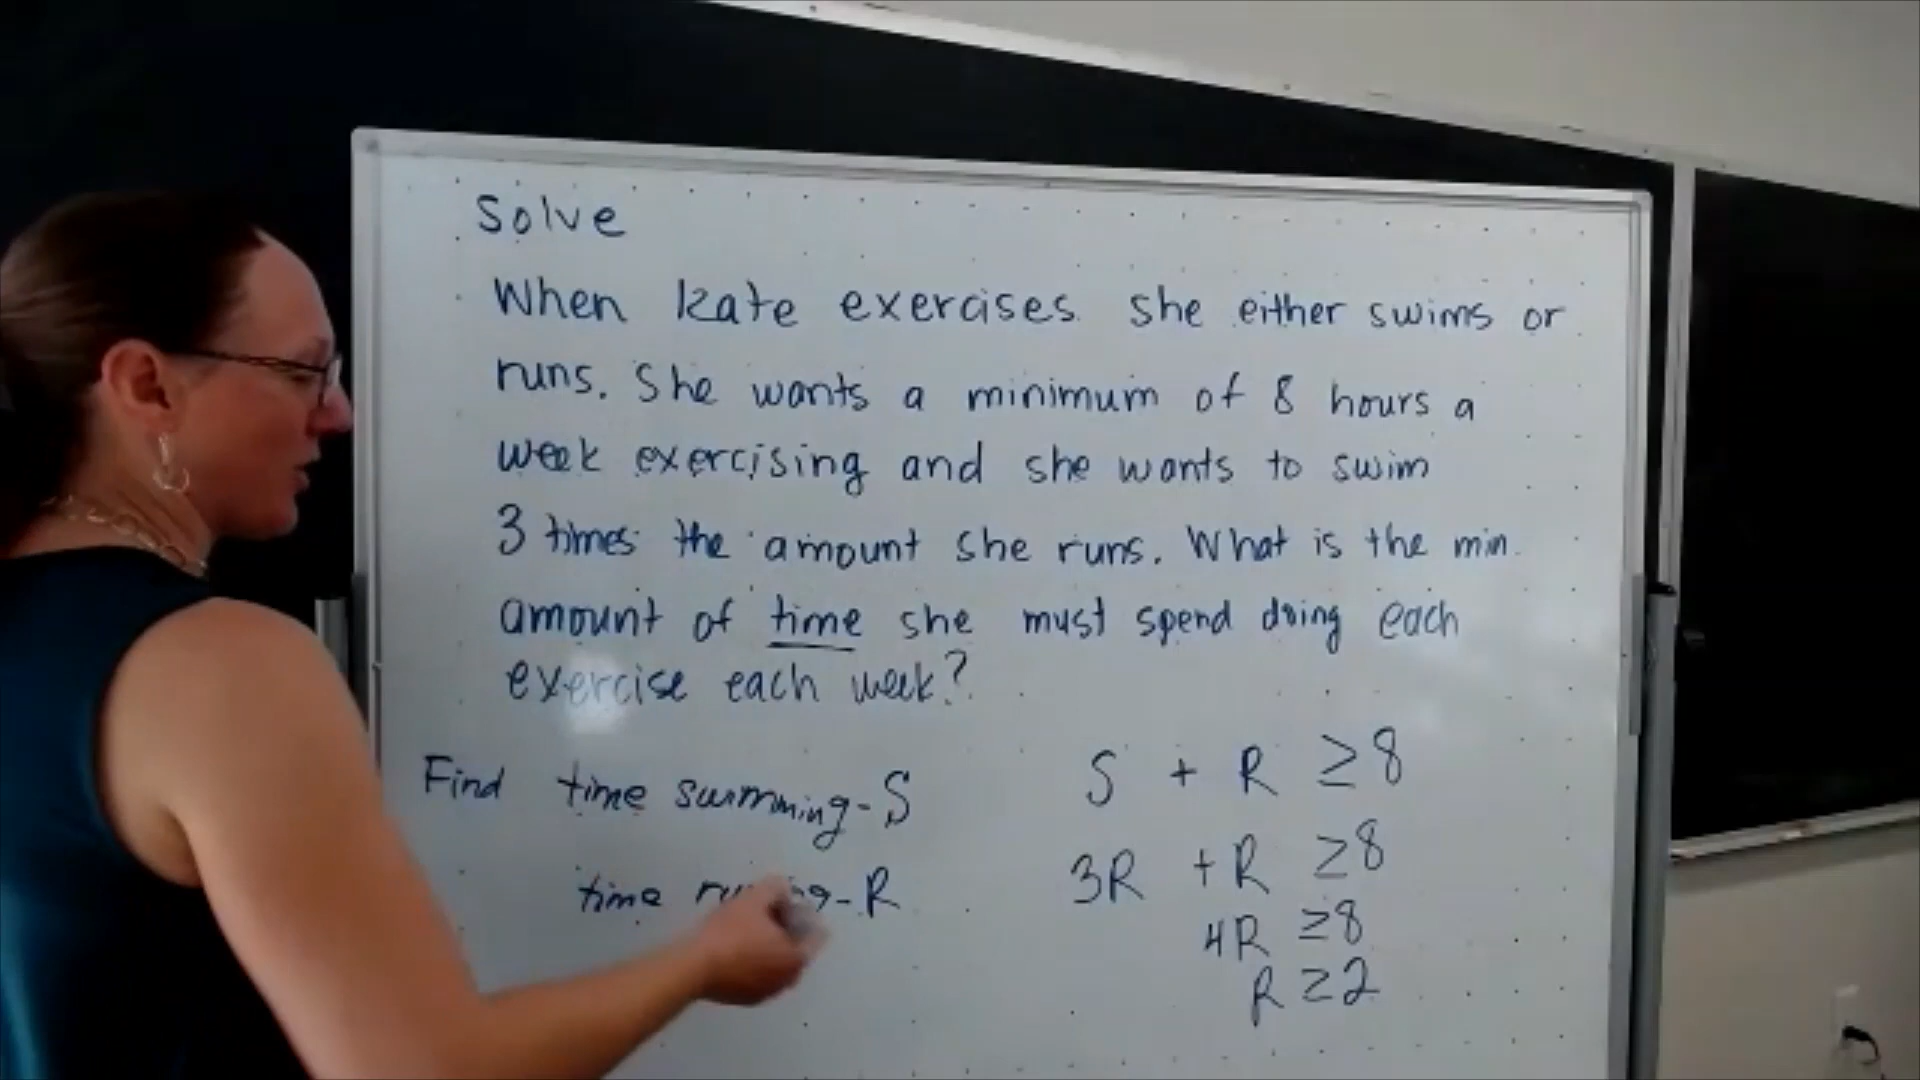 Solve
When Kate exercises she either swims or
runs. She wants a minimum of 8 hours a
week exercising and she wants to swim
3 times the amount she runs. What is the min
amount of time she must spend doing each
exercise each week?
Find time swimming - S
time - R
S + R ≥ 8
3R + R ≥ 8
4R ≥ 8
R ≥ 2